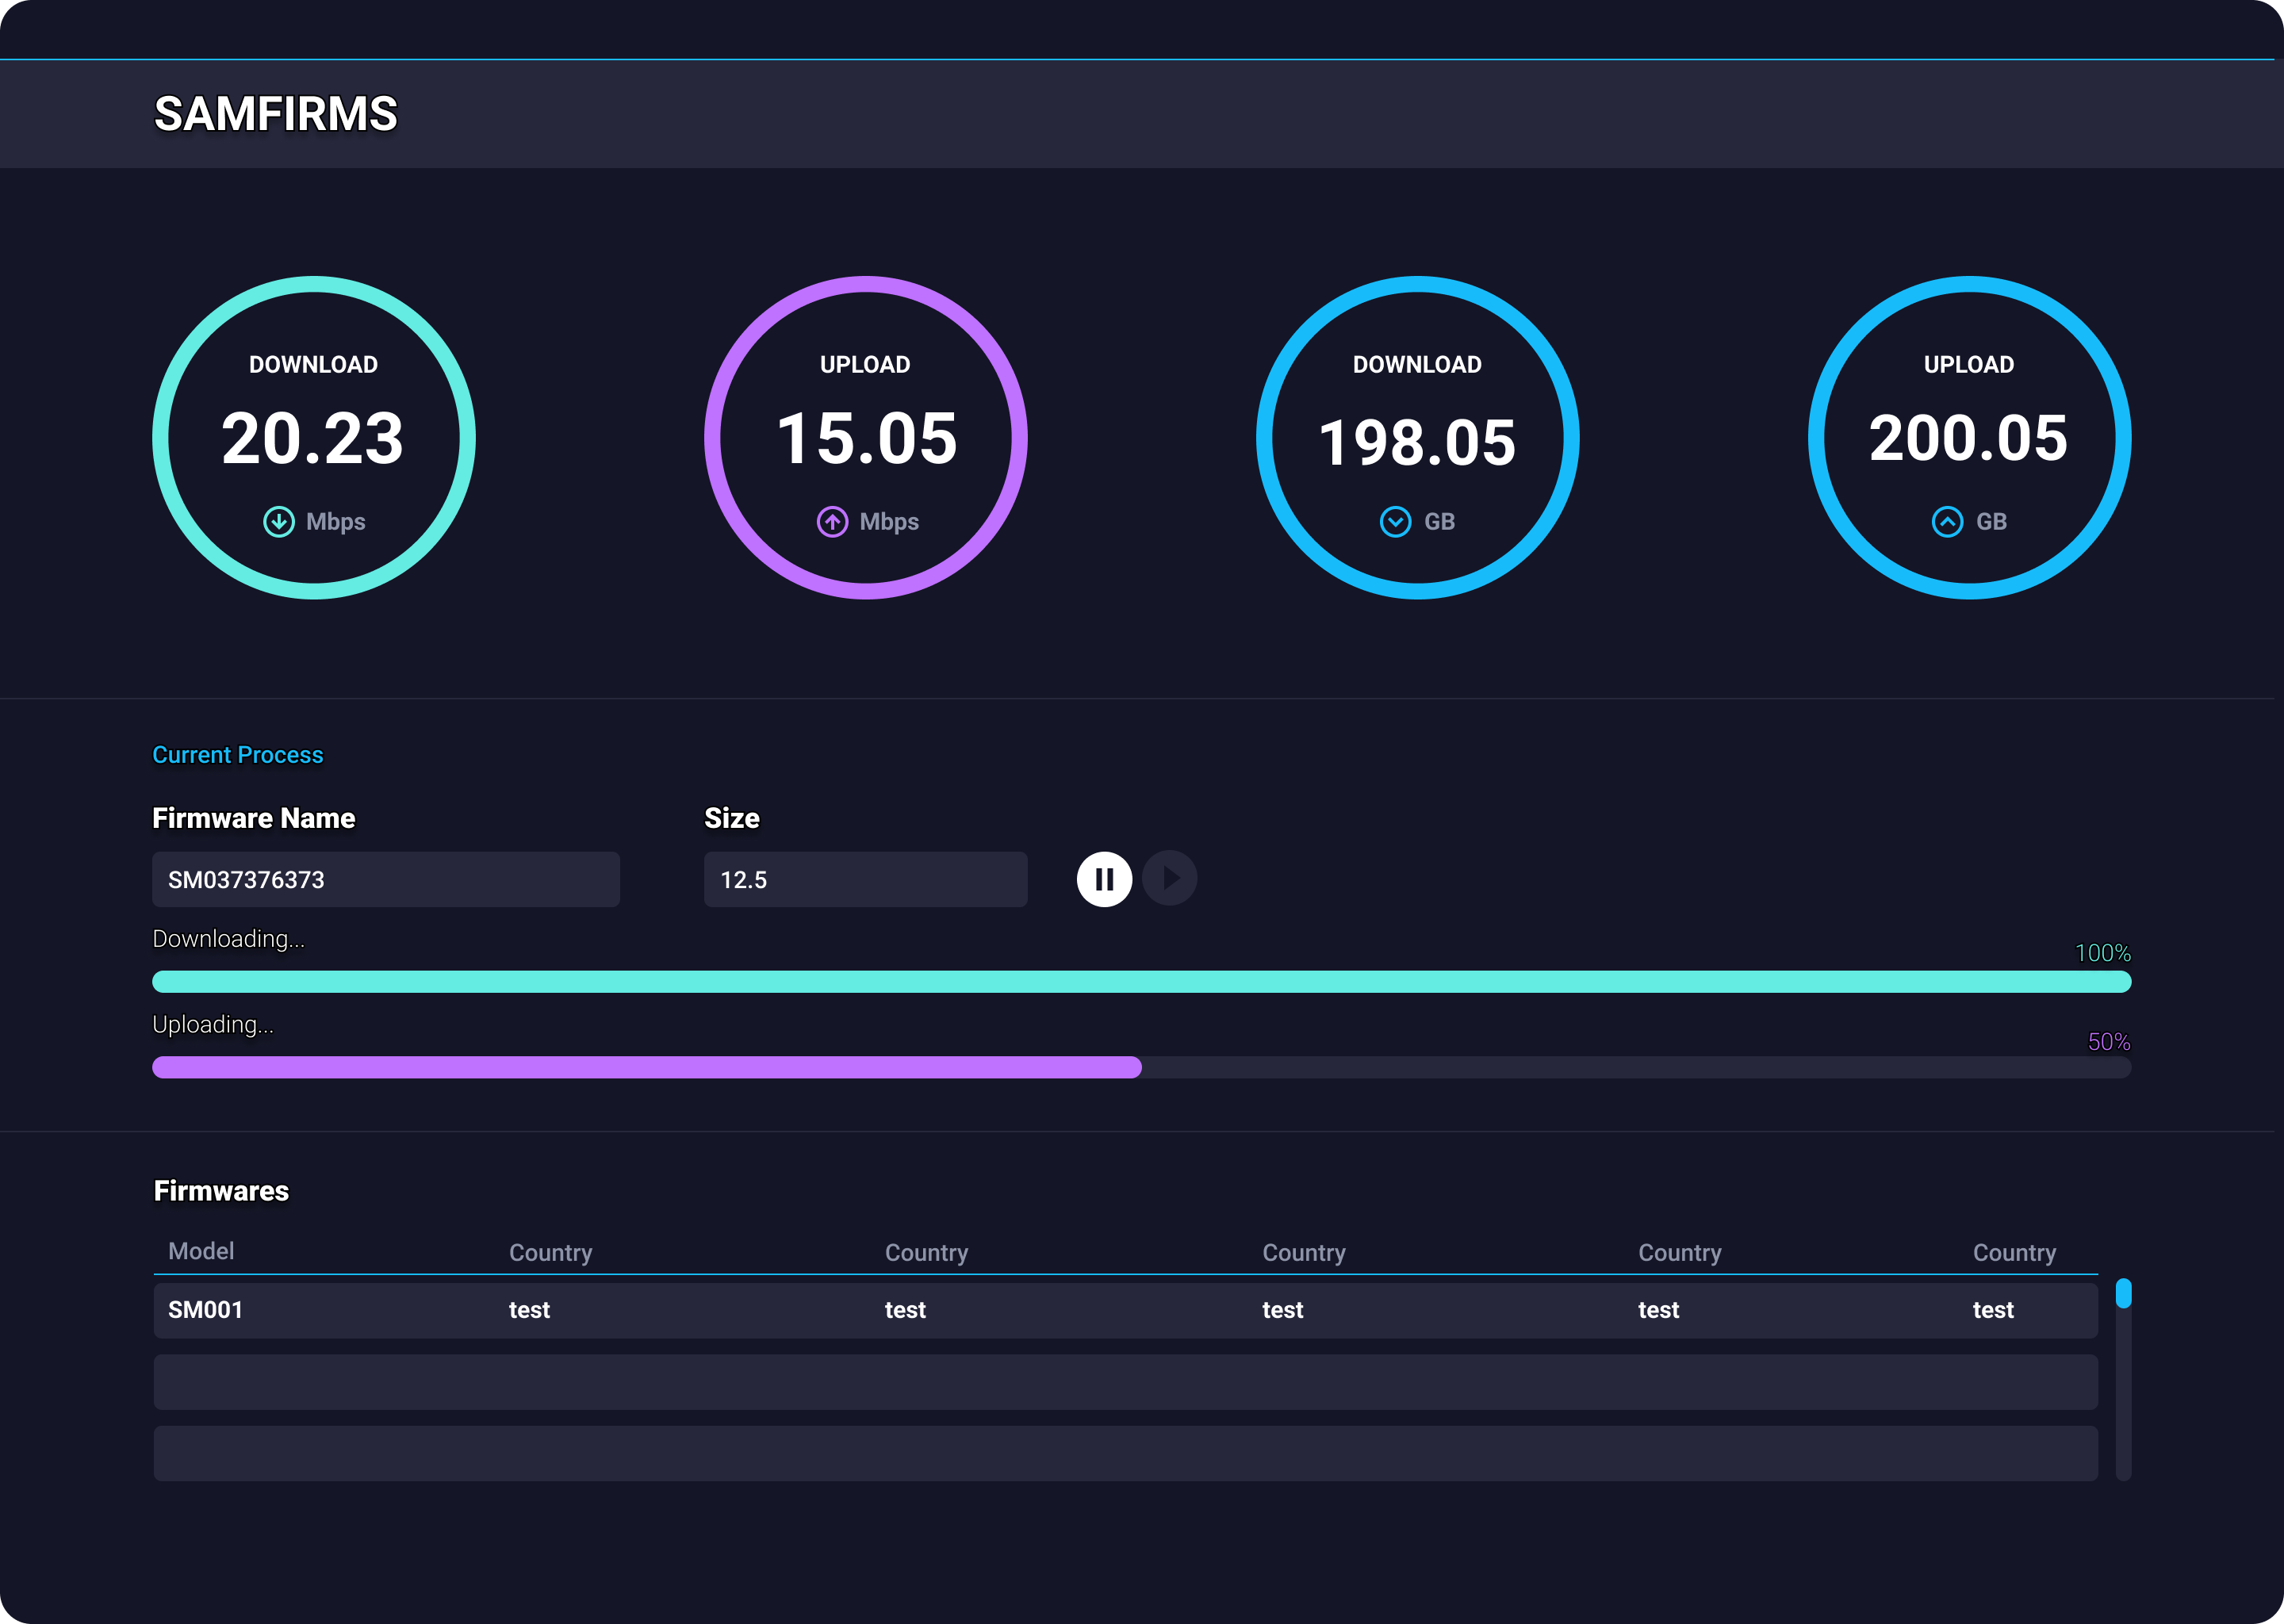 SAMFIRMS
DOWNLOAD
20.23
Mbps
UPLOAD
15.05
Mbps
DOWNLOAD
198.05
GB
UPLOAD
200.05
GB
Current Process
Firmware Name
Size
SM037376373
12.5
Downloading...
100%
Uploading...
50%
Firmwares
Model Country Country Country Country Country
SM001 test test test test test